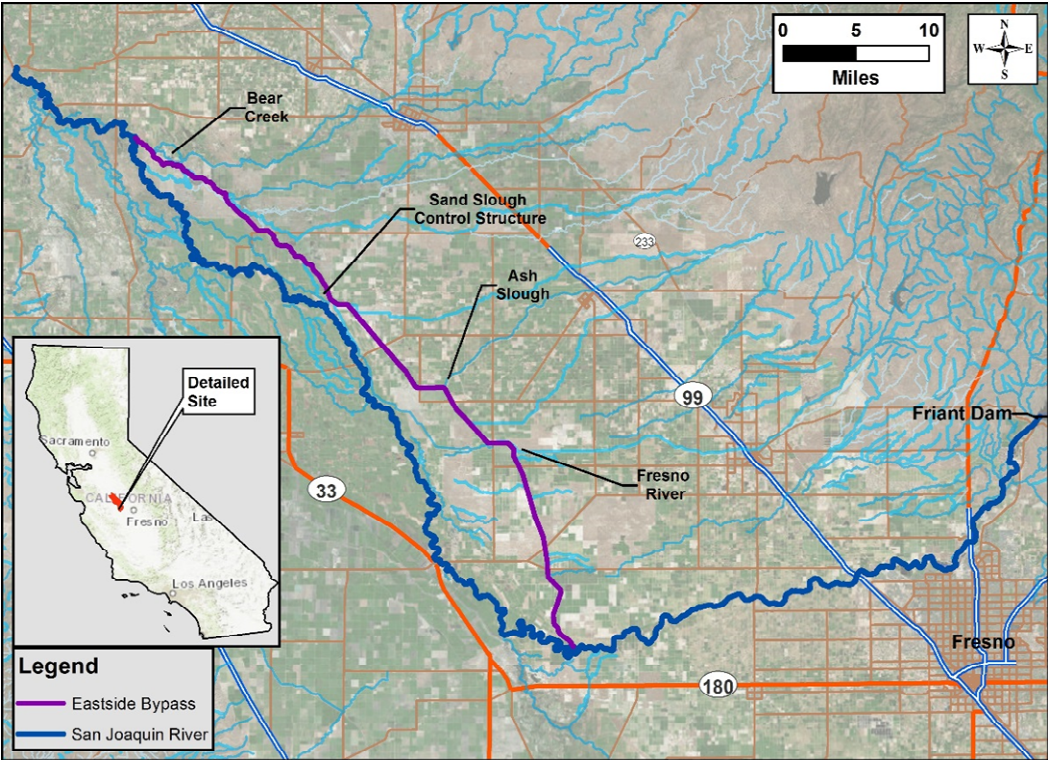 0 5 10
Miles
N
W E
S
Bear
Creek
Sand Slough
Control Structure
233
Ash
Slough
99
Friant Dam
Detailed
Site
Sacramento
CALIFORNIA
Fresno
Las
Los Angeles
33
Fresno
River
Fresno
180
Legend
Eastside Bypass
San Joaquin River